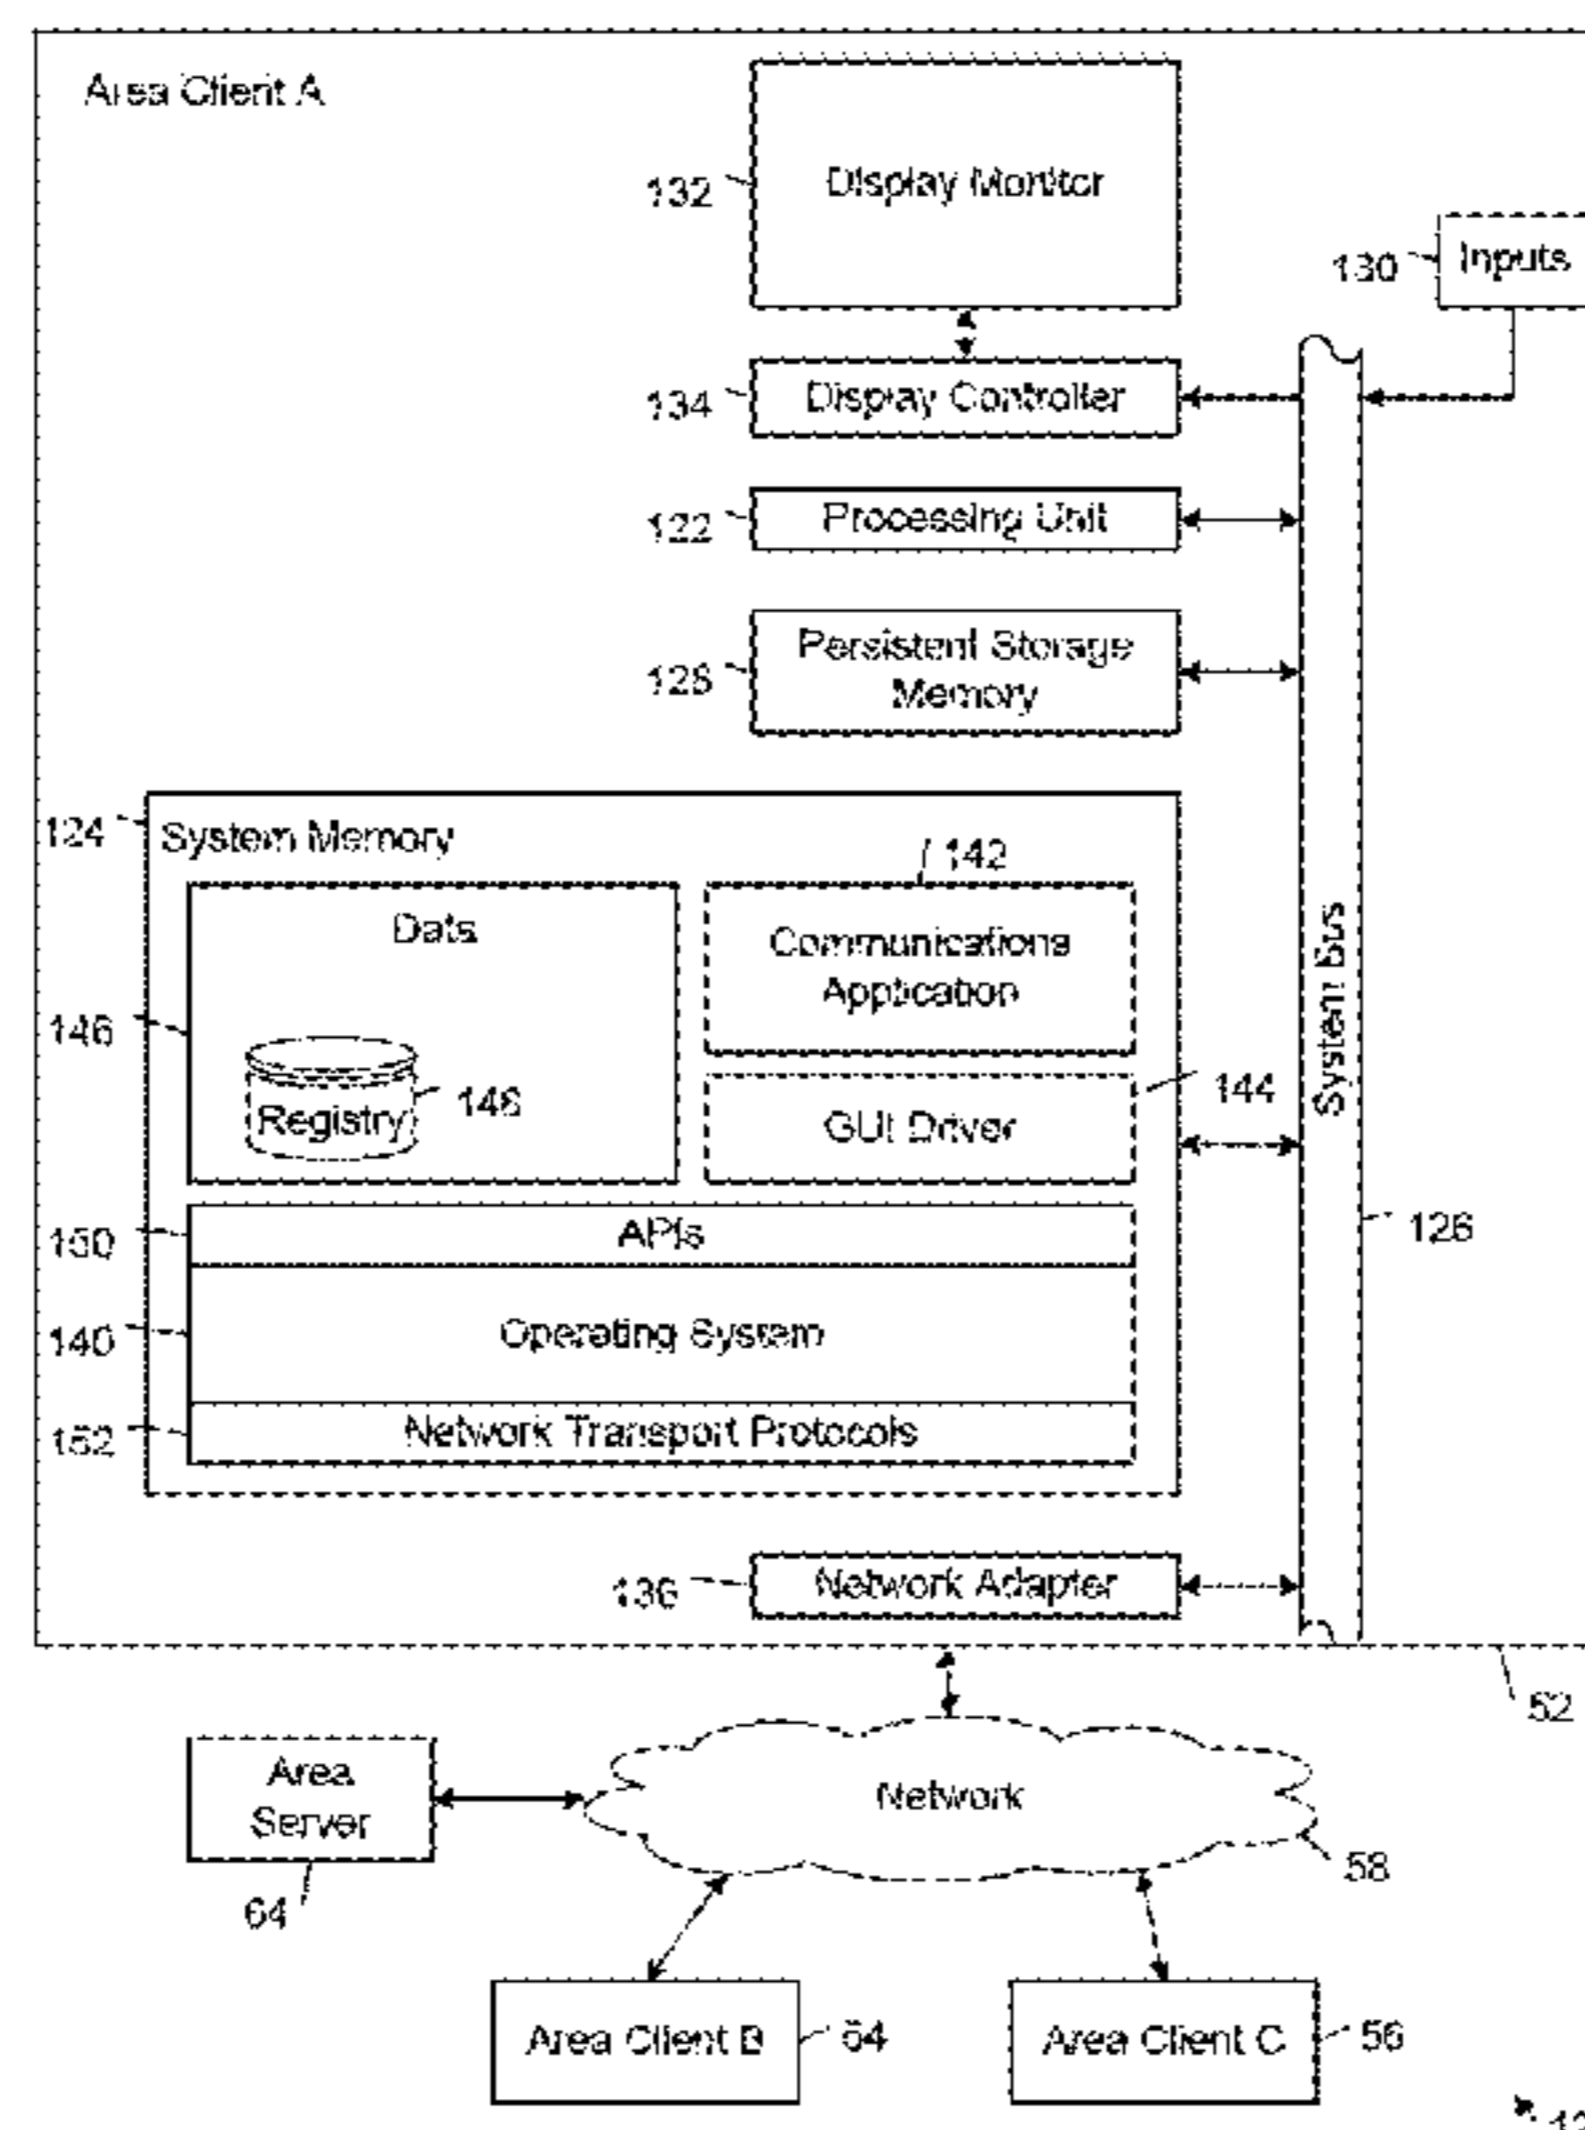 Area Client A
132
Display Monitor
130
Inputs
134
Display Controller
122
Processing Unit
128
Persistent Storage
Memory
124
System Memory
142
Data
Communications
Application
146
Registry
148
144
GUI Driver
System Bus
126
150
APIs
140
Operating System
152
Network Transport Protocols
136
Network Adapter
52
Area
Server
Network
58
64
Area Client B
54
Area Client C
56